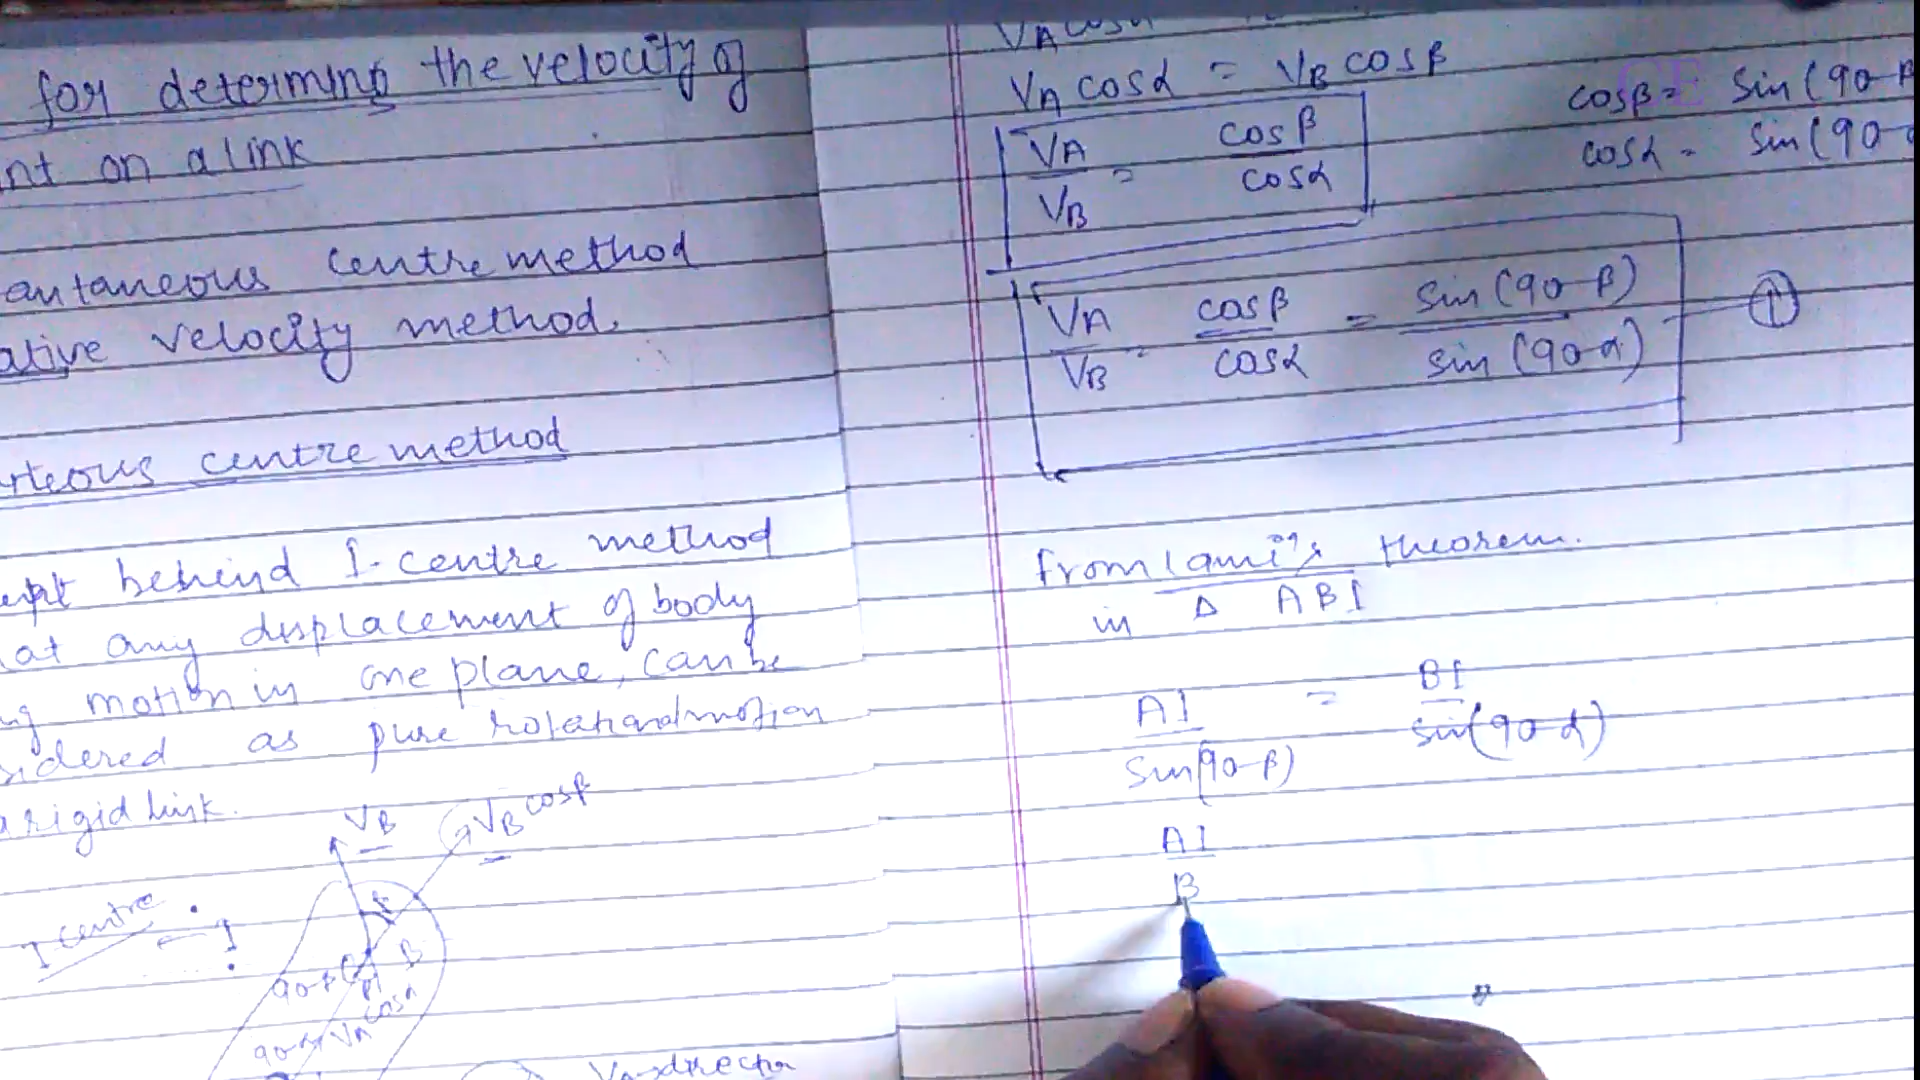 for determing the velocity of
nt on a link
antaneous centre method
ative velocity method.
centre method
behind I-centre method
at any displacement of body
motion in one plane, can be
idered as pure rotational motion
a rigid link.
VB VB cosβ
I centre I
B
90-α VA cosα
direction
VA cosα = VB cosβ
cosβ = sin(90-β
cosα = sin(90-
VA/VB = cosβ/cosα
VA/VB = cosβ/cosα = sin(90-β)/sin(90-α) 1
from lami's theorem.
in Δ ABI
AI/sin(90-β) = BI/sin(90-α)
AI
B